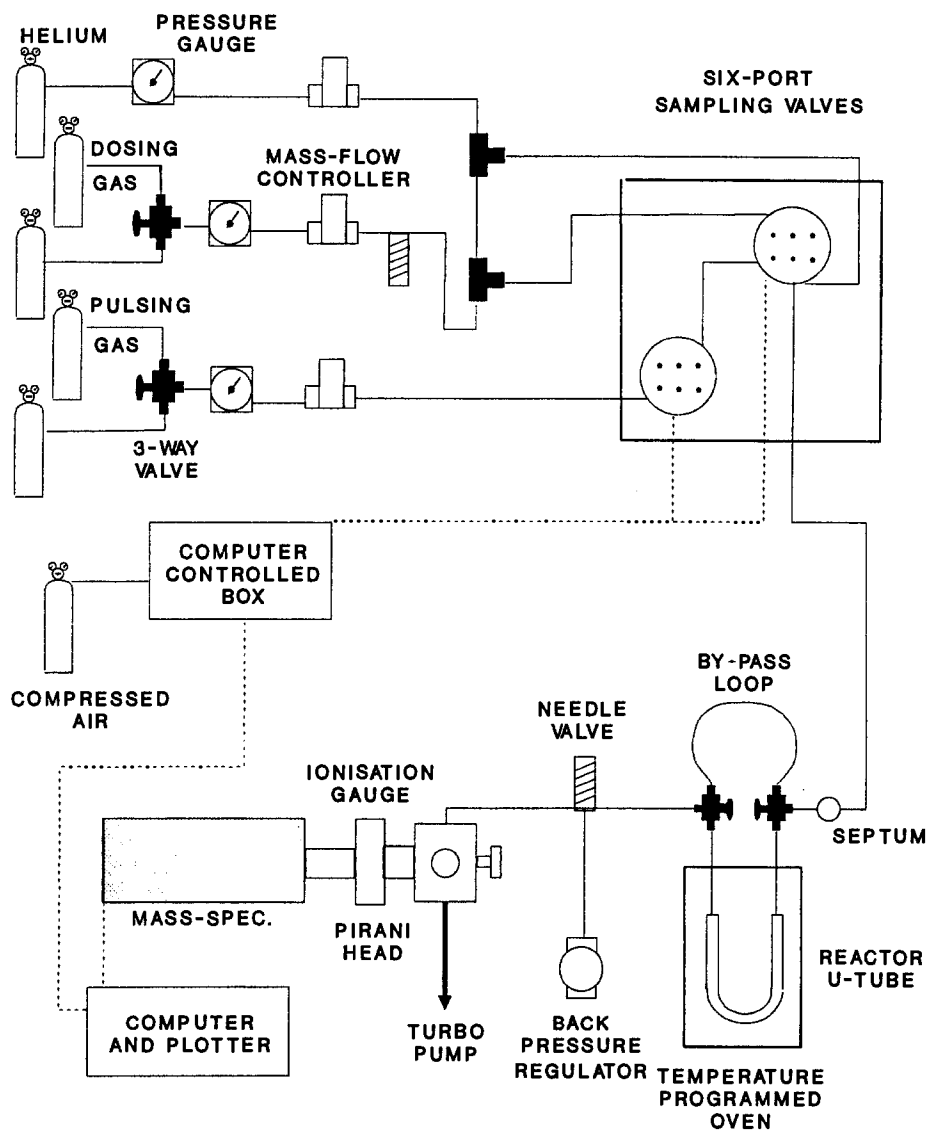 HELIUM
PRESSURE
GAUGE
SIX-PORT
SAMPLING VALVES
DOSING
GAS
MASS-FLOW
CONTROLLER
PULSING
GAS
3-WAY
VALVE
COMPUTER
CONTROLLED
BOX
COMPRESSED
AIR
BY-PASS
LOOP
NEEDLE
VALVE
IONISATION
GAUGE
SEPTUM
MASS-SPEC.
PIRANI
HEAD
REACTOR
U-TUBE
COMPUTER
AND PLOTTER
TURBO
PUMP
BACK
PRESSURE
REGULATOR
TEMPERATURE
PROGRAMMED
OVEN